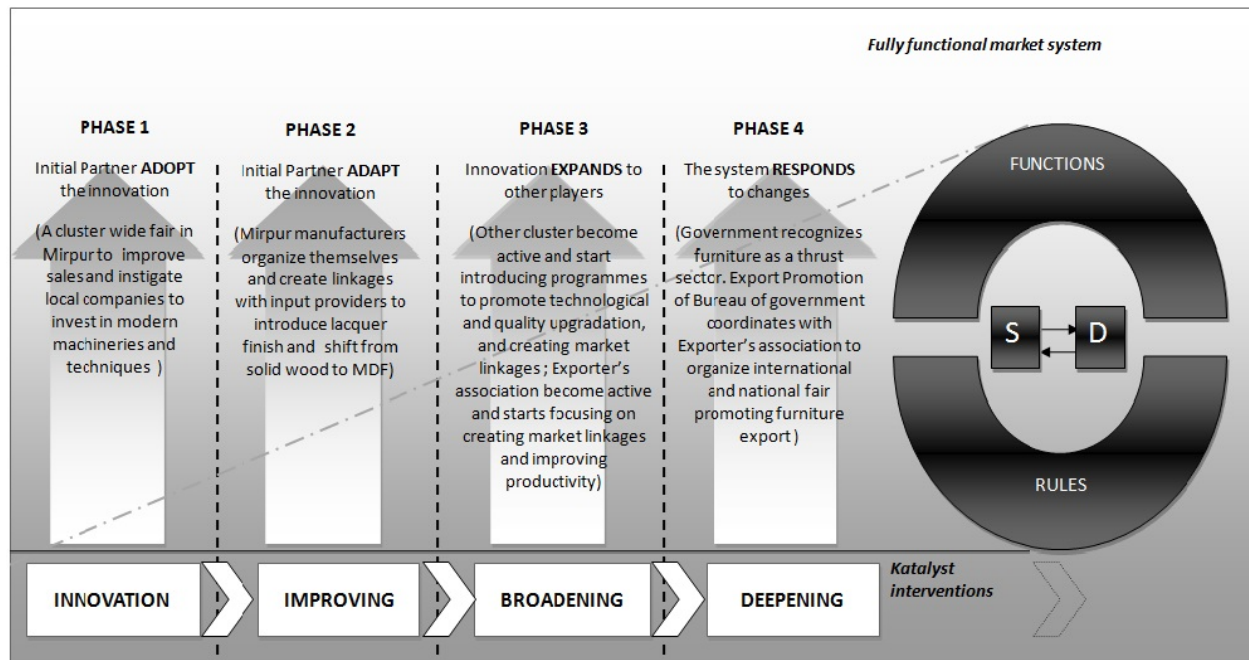 Fully functional market system
PHASE 1
Initial Partner ADOPT
the innovation
(A cluster wide fair in
Mirpur to improve
sales and instigate
local companies to
invest in modern
machineries and
techniques )
PHASE 2
Initial Partner ADAPT
the innovation
(Mirpur manufacturers
organize themselves
and create linkages
with input providers to
introduce lacquer
finish and shift from
solid wood to MDF)
PHASE 3
Innovation EXPANDS to
other players
(Other cluster become
active and start
introducing programmes
to promote technological
and quality upgradation,
and creating market
linkages ; Exporter's
association become active
and starts focusing on
creating market linkages
and improving
productivity)
PHASE 4
The system RESPONDS
to changes
(Government recognizes
furniture as a thrust
sector. Export Promotion
of Bureau of government
coordinates with
Exporter's association to
organize international
and national fair
promoting furniture
export )
FUNCTIONS
S
D
RULES
INNOVATION
IMPROVING
BROADENING
DEEPENING
Katalyst
interventions